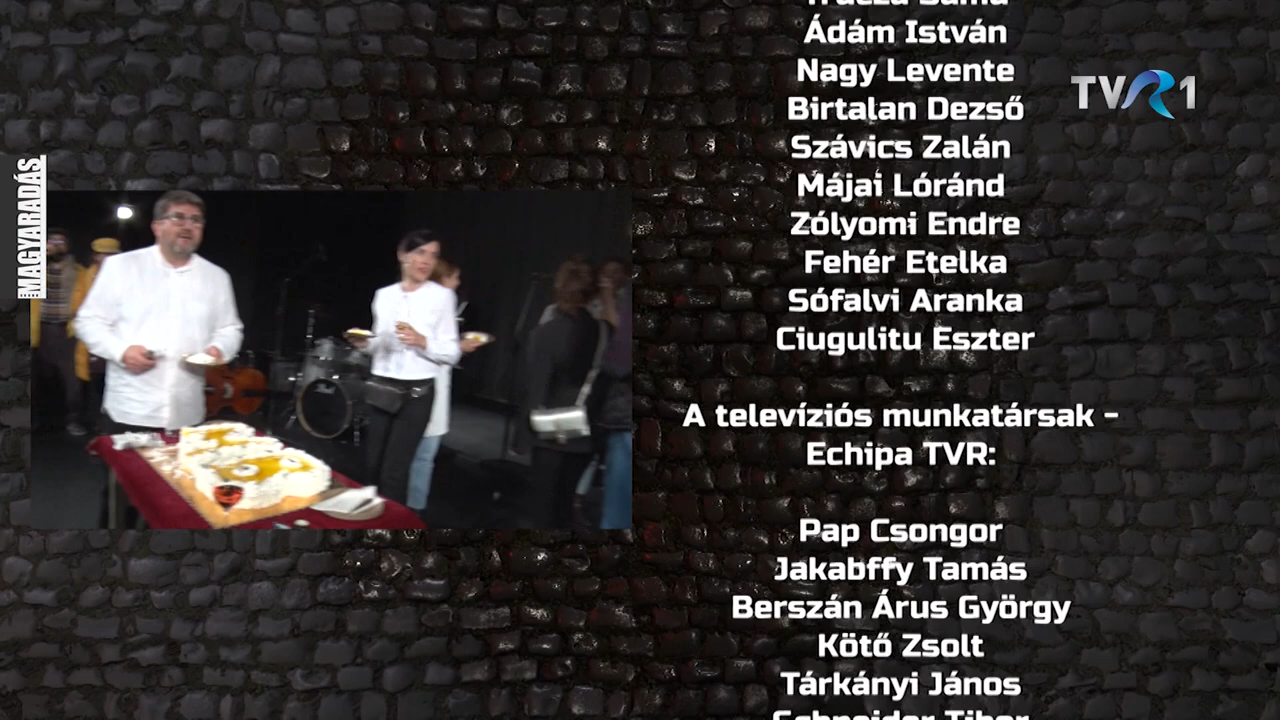 Ádám István
Nagy Levente
Birtalan Dezső
Szávics Zalán
Májai Lóránd
Zólyomi Endre
Fehér Etelka
Sófalvi Aranka
Ciugulitu Eszter
A televíziós munkatársak -
Echipa TVR:
Pap Csongor
Jakabffy Tamás
Berszán Árus György
Kötő Zsolt
Tárkányi János
TVR1
MAGYARADÁS